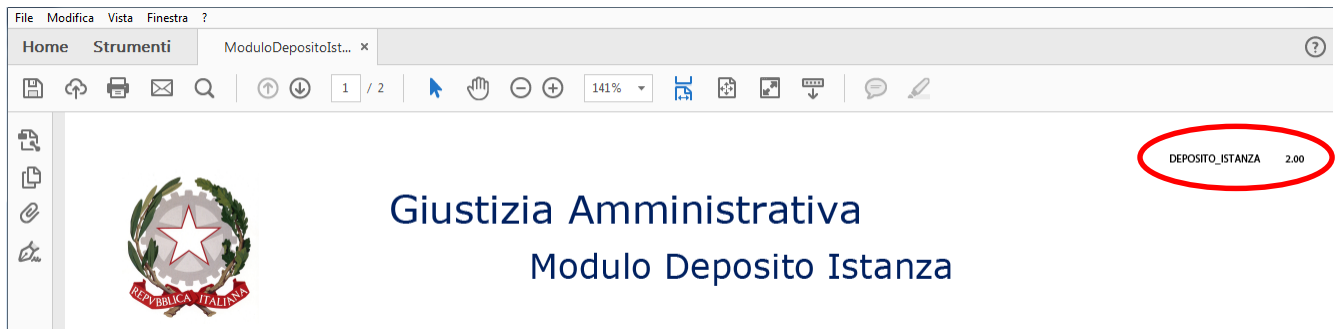 File Modifica Vista Finestra ?
Home Strumenti ModuloDepositoIst... × ?
1 / 2 141%
DEPOSITO_ISTANZA 2.00
Giustizia Amministrativa
Modulo Deposito Istanza
REPVBBLICA ITALIANA